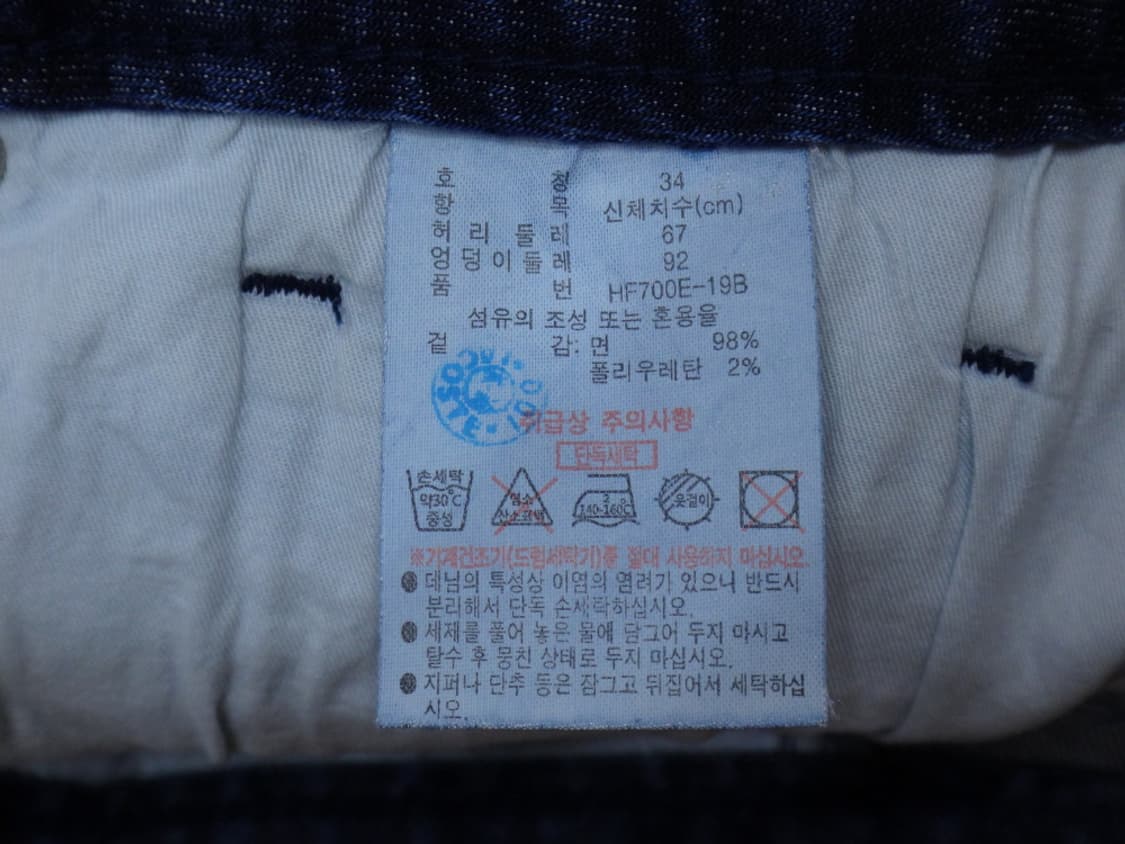 호 칭 34
항 목 신체치수(cm)
허 리 둘 레 67
엉덩이둘레 92
품 번 HF700E-19B
섬유의 조성 또는 혼용율
겉 감: 면 98%
폴리우레탄 2%
취급상 주의사항
단독세탁
손세탁
약30℃
중성
염소
산소표백
2
140-160℃
옷걸이
※기계건조기(드럼세탁기)를 절대 사용하지 마십시오.
데님의 특성상 이염의 염려가 있으니 반드시
분리해서 단독 손세탁하십시오.
세제를 풀어 놓은 물에 담그어 두지 마시고
탈수 후 뭉친 상태로 두지 마십시오.
지퍼나 단추 등은 잠그고 뒤집어서 세탁하십
시오.